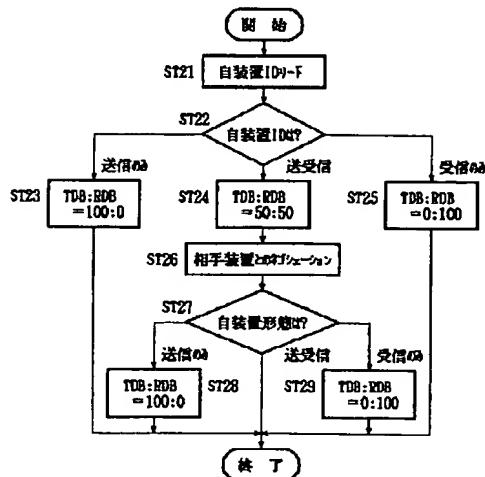 開始
ST21 自装置IDリード
ST22
自装置IDは?
送信のみ 送受信 受信のみ
ST23 TDB:RDB
=100:0
ST24 TDB:RDB
=50:50
ST25 TDB:RDB
=0:100
ST26 相手装置とのネゴシエーション
ST27
自装置形態は?
送信のみ 送受信 受信のみ
TDB:RDB
=100:0
ST28
ST29 TDB:RDB
=0:100
終了